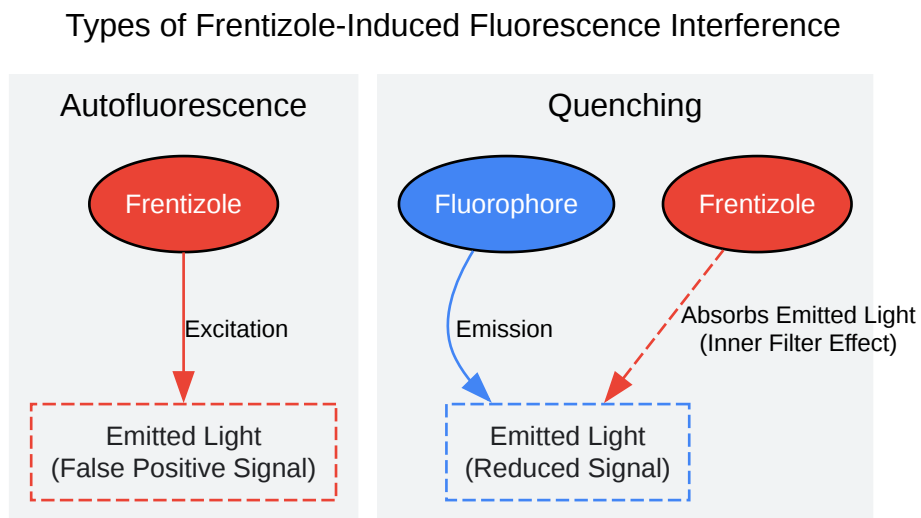 Types of Frentizole-Induced Fluorescence Interference
Autofluorescence
Frentizole
Excitation
Emitted Light
(False Positive Signal)
Quenching
Fluorophore
Frentizole
Emission
Absorbs Emitted Light
(Inner Filter Effect)
Emitted Light
(Reduced Signal)